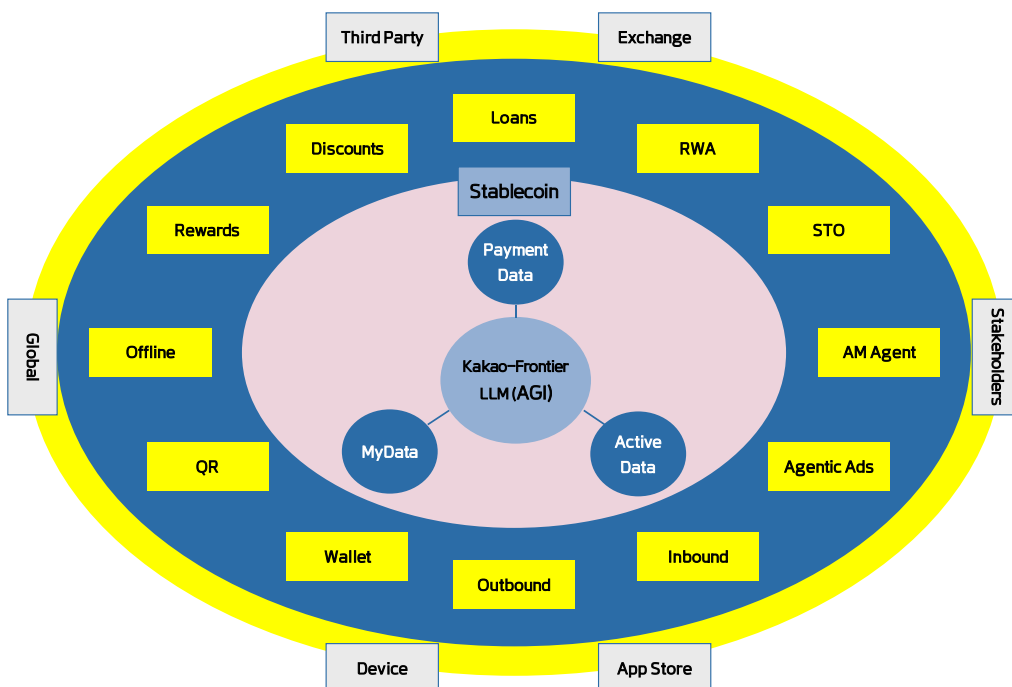 Third Party
Exchange
Loans
Discounts
RWA
Stablecoin
Rewards
STO
Payment
Data
Global
Offline
Kakao-Frontier
LLM (AGI)
AM Agent
Stakeholders
MyData
Active
Data
QR
Agentic Ads
Wallet
Outbound
Inbound
Device
App Store